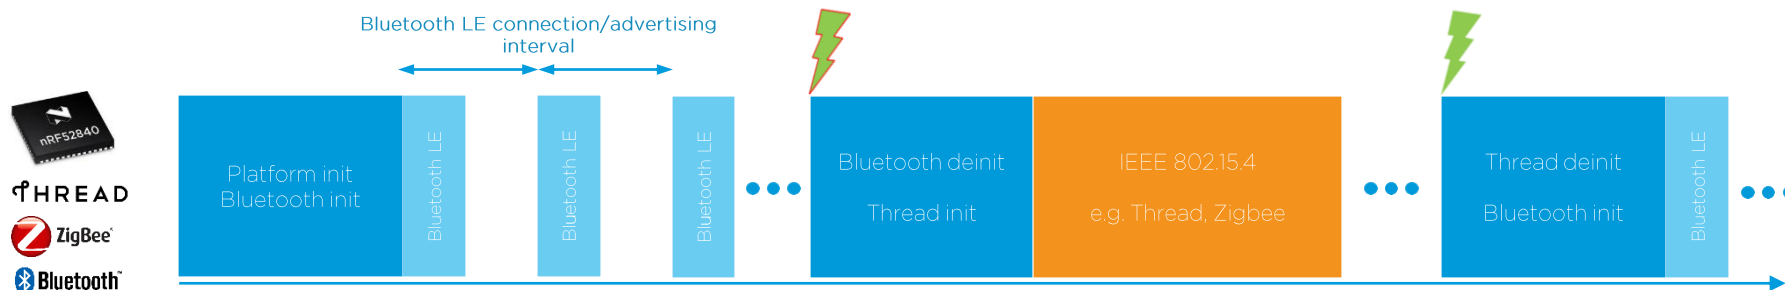 Bluetooth LE connection/advertising
interval
nRF52840
THREAD
ZigBee
Bluetooth™
Platform init
Bluetooth init
Bluetooth LE
Bluetooth LE
Bluetooth LE
Bluetooth deinit
Thread init
IEEE 802.15.4
e.g. Thread, Zigbee
Thread deinit
Bluetooth init
Bluetooth LE